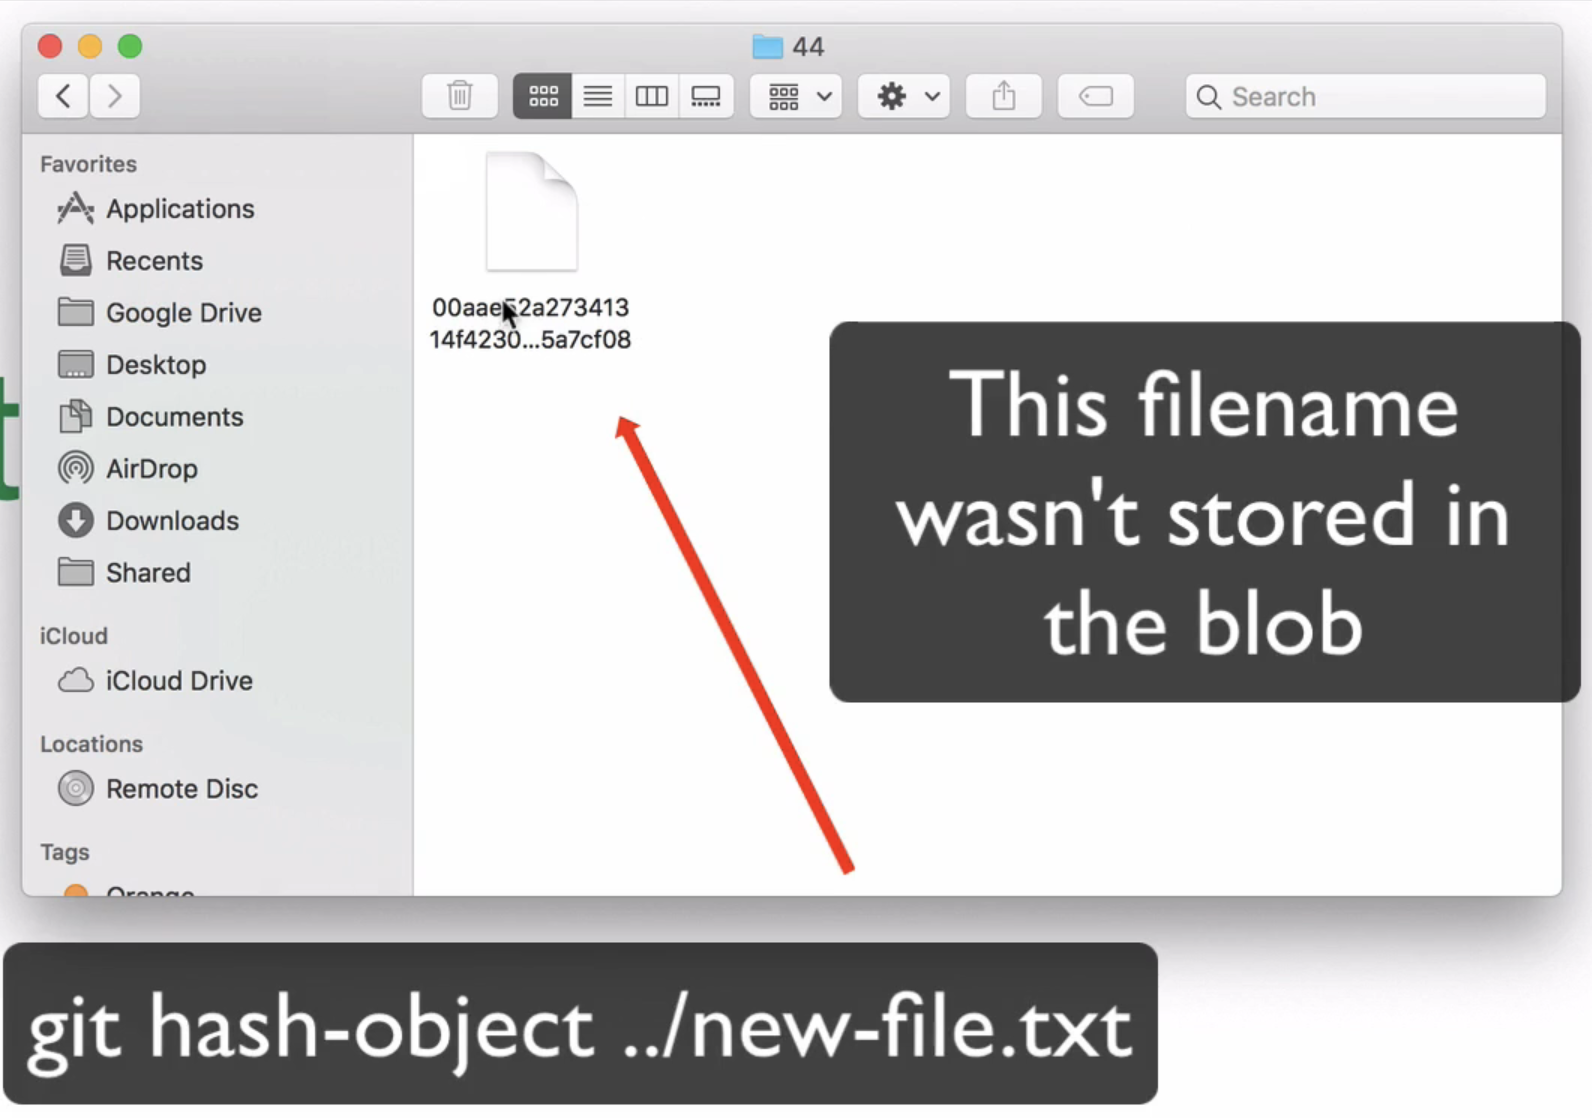 44
Search
Favorites
Applications
Recents
Google Drive
Desktop
Documents
AirDrop
Downloads
Shared
iCloud
iCloud Drive
Locations
Remote Disc
Tags
Orange
00aae52a273413
14f4230...5a7cf08
This filename
wasn't stored in
the blob
t
git hash-object ../new-file.txt